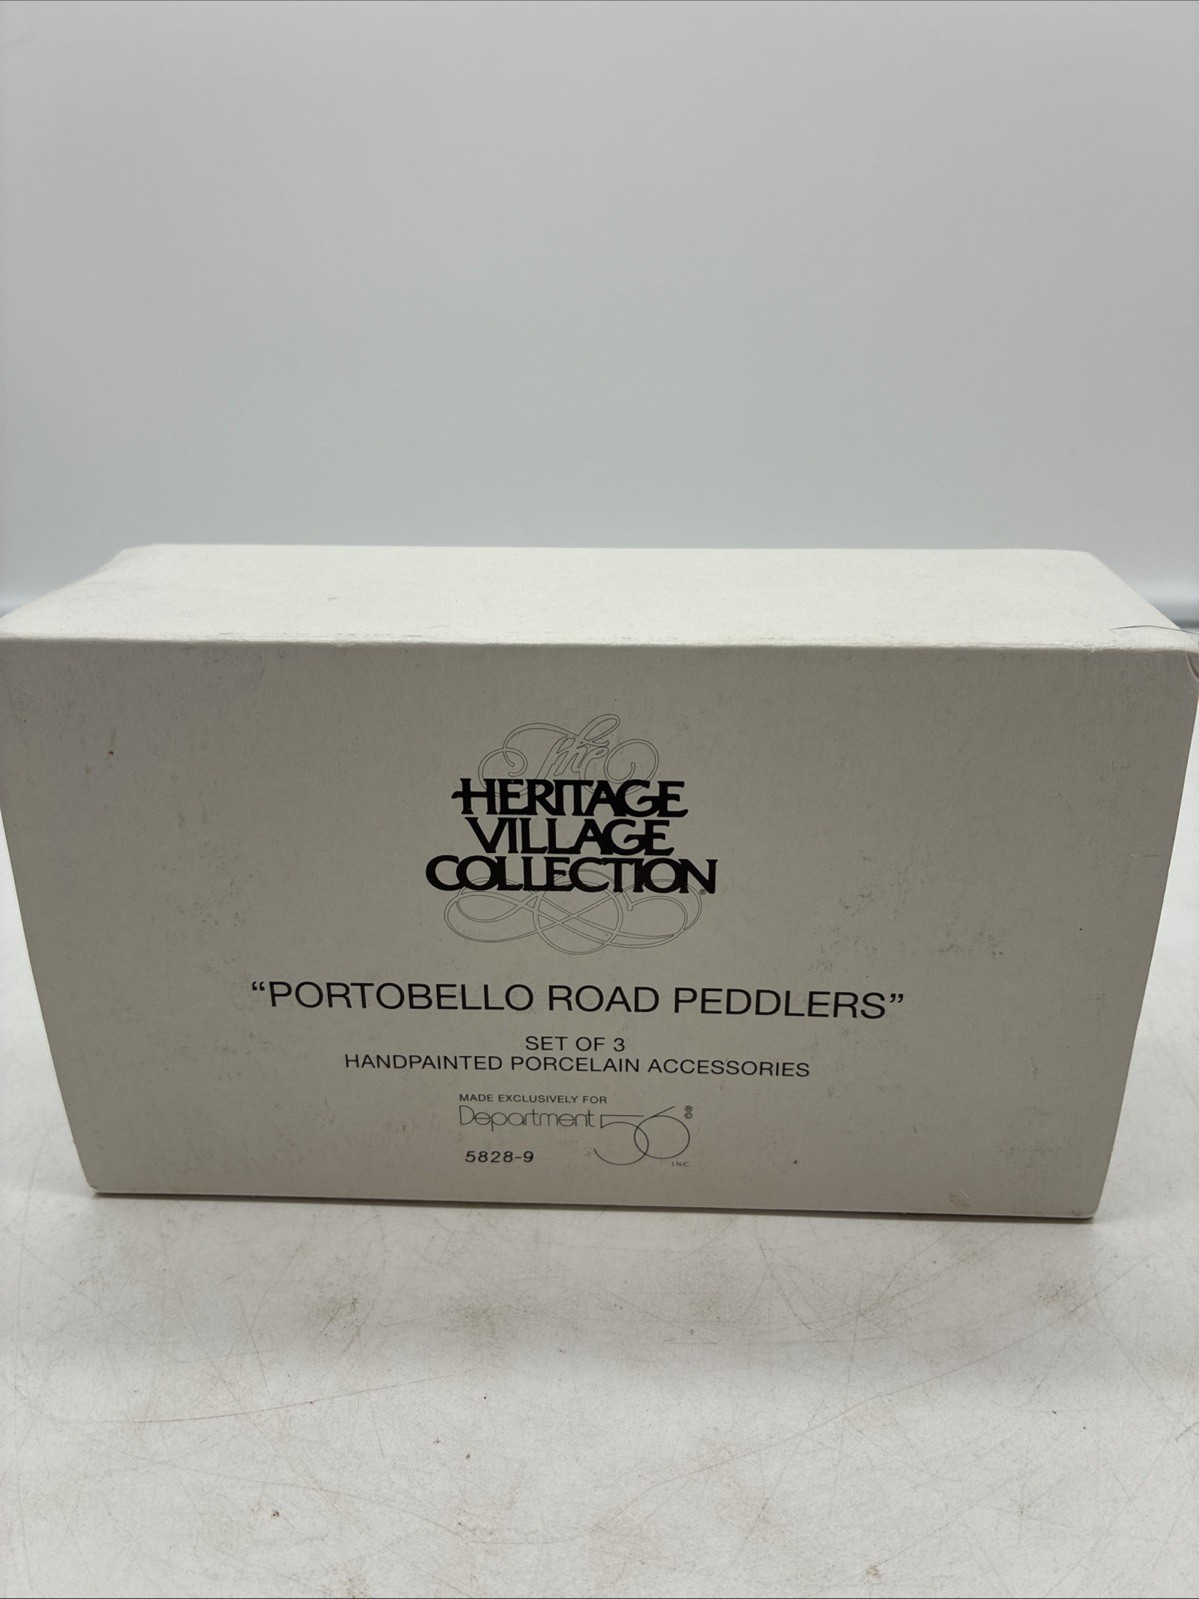 The
HERITAGE
VILLAGE
COLLECTION®
“PORTOBELLO ROAD PEDDLERS”
SET OF 3
HANDPAINTED PORCELAIN ACCESSORIES
MADE EXCLUSIVELY FOR
Department 56 ® ©
INC.
5828-9